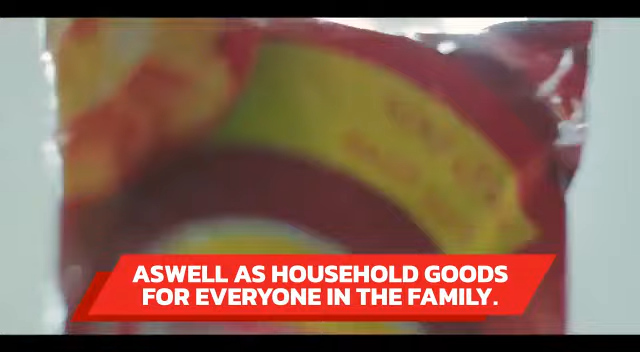 ASWELL AS HOUSEHOLD GOODS
FOR EVERYONE IN THE FAMILY.